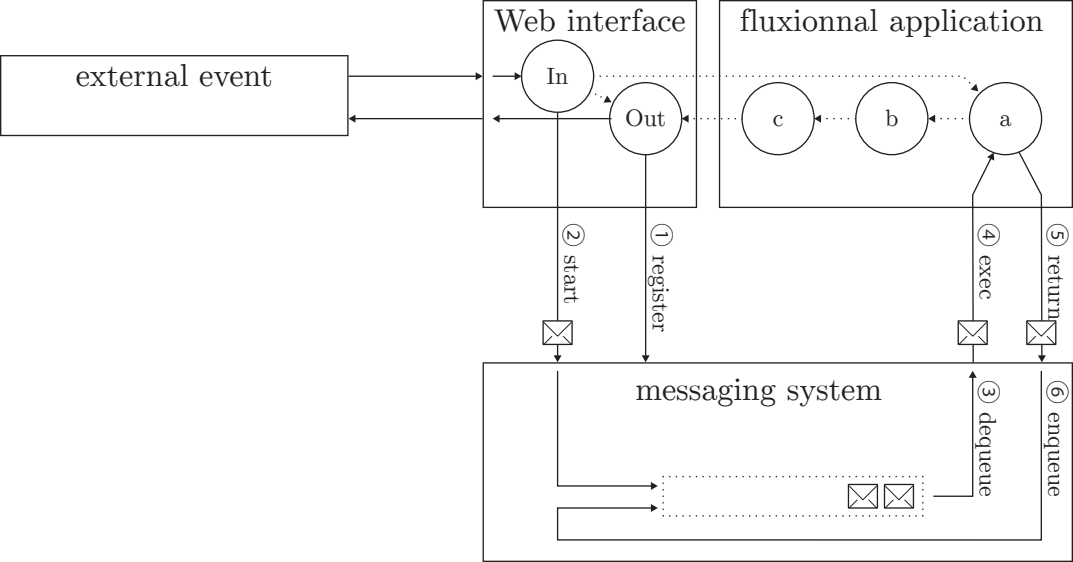 Web interface
fluxionnal application
external event
In
Out
c
b
a
② start
① register
④ exec
⑤ return
messaging system
③ dequeue
⑥ enqueue